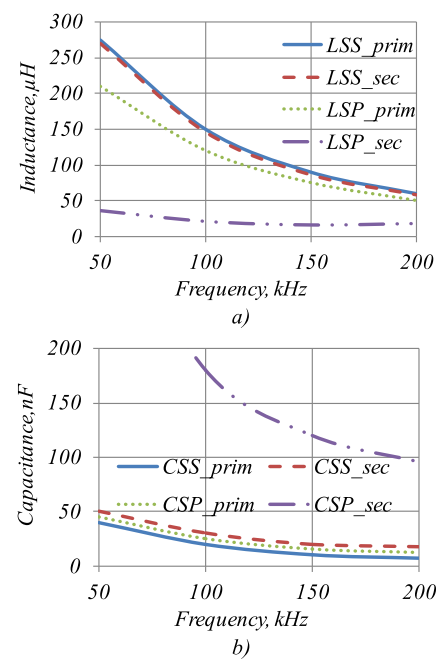 300
250
200
150
100
50
0
Inductance,µH
LSS_prim
LSS_sec
LSP_prim
LSP_sec
50 100 150 200
Frequency, kHz
a)
200
150
100
50
0
Capacitance,nF
CSS_prim CSS_sec
CSP_prim CSP_sec
50 100 150 200
Frequency, kHz
b)